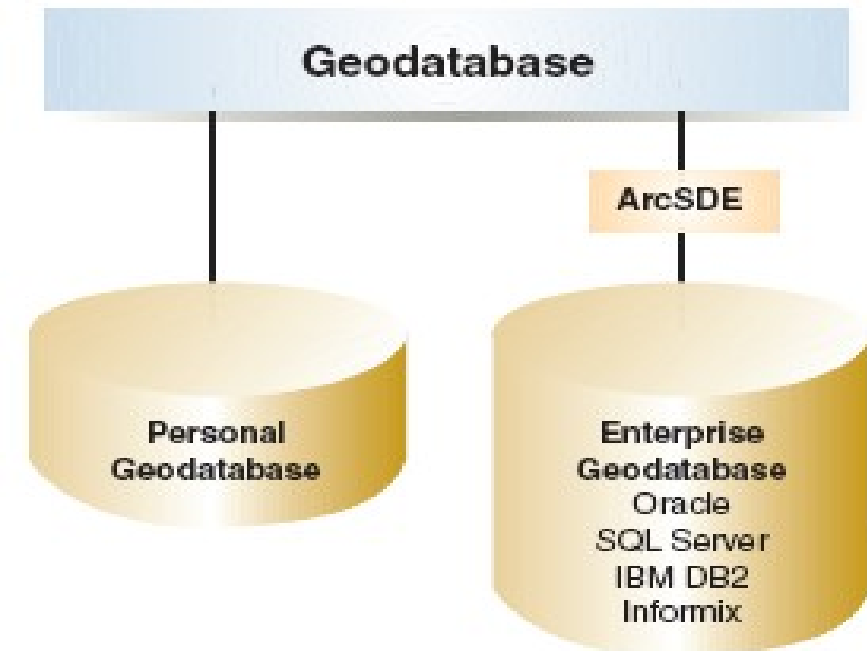 Geodatabase
ArcSDE
Personal
Geodatabase
Enterprise
Geodatabase
Oracle
SQL Server
IBM DB2
Informix